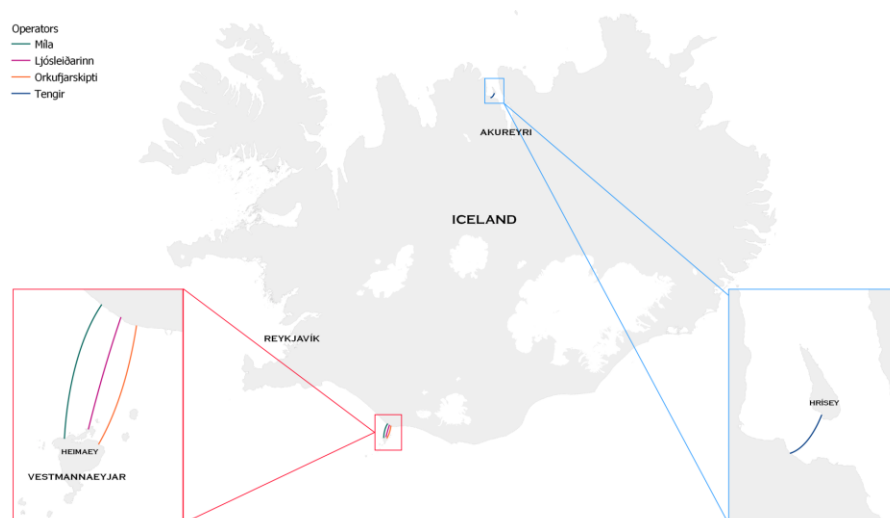 Operators
Míla
Ljósleiðarinn
Orkufjarskipti
Tengir
AKUREYRI
ICELAND
REYKJAVÍK
HRÍSEY
HEIMAEY
VESTMANNAEYJAR